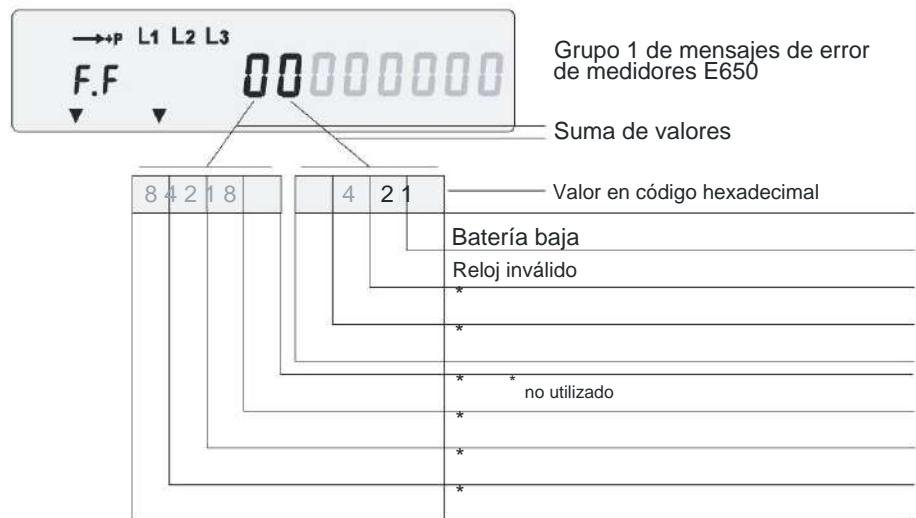 →+P L1 L2 L3
F.F 00000000
Grupo 1 de mensajes de error
de medidores E650
Suma de valores
8 4 2 1 8 4 2 1
Valor en código hexadecimal
Batería baja
Reloj inválido
*
*
* * no utilizado
*
*
*